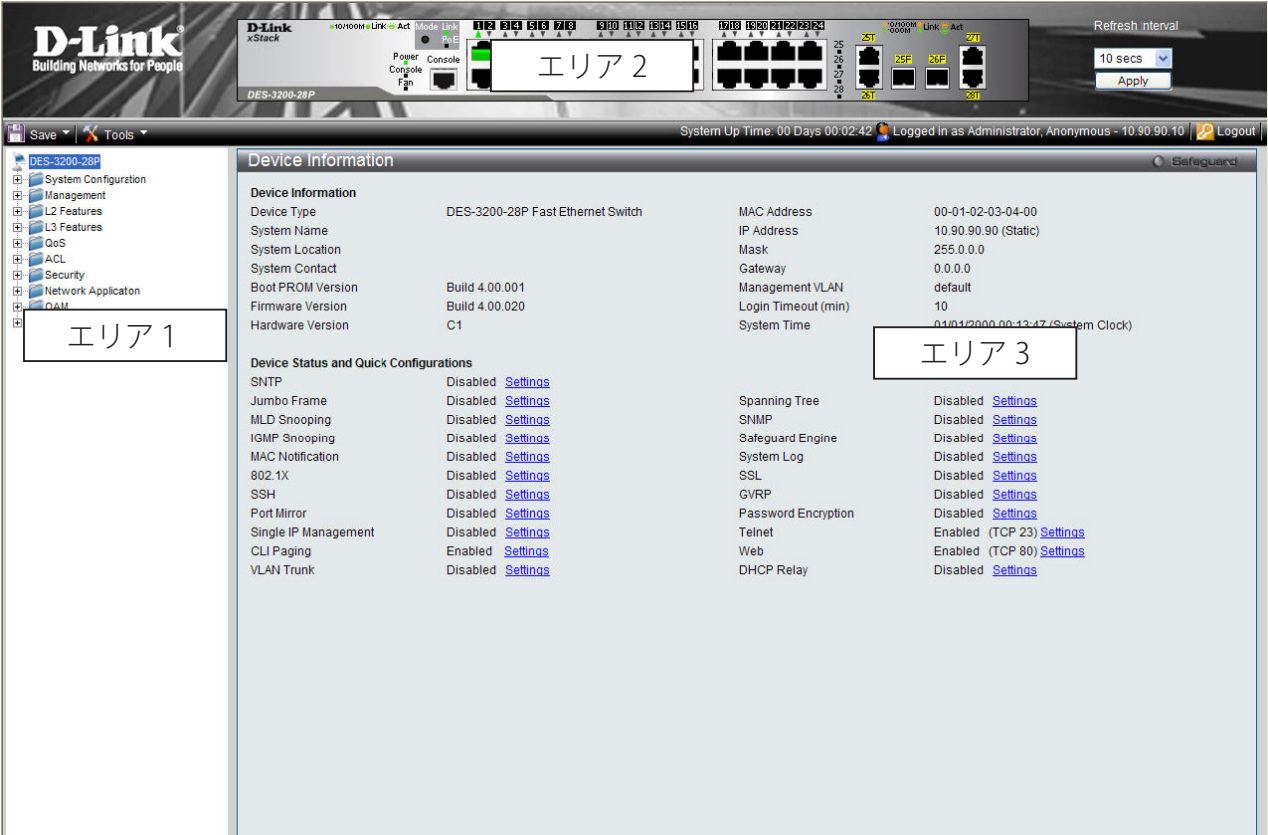 D-Link
Building Networks for People
D-Link
xStack
10/100M Link Act Mode Link
PoE
Power Console
Console
Fan
DES-3200-28P
1 2 3 4 5 6 7 8 9 10 11 12 13 14 15 16 17 18 19 20 21 22 23 24
エリア 2
25
26
27
28
Link Act
25T 27T
25F 26F
26T 28T
Refresh Interval
10 secs
Apply
Save Tools System Up Time: 00 Days 00:02:42 Logged in as Administrator, Anonymous - 10.90.90.10 Logout
DES-3200-28P
System Configuration
Management
L2 Features
L3 Features
QoS
ACL
Security
Network Applicaton
OAM
エリア 1
Device Information Safeguard
Device Information
Device Type DES-3200-28P Fast Ethernet Switch MAC Address 00-01-02-03-04-00
System Name IP Address 10.90.90.90 (Static)
System Location Mask 255.0.0.0
System Contact Gateway 0.0.0.0
Boot PROM Version Build 4.00.001 Management VLAN default
Firmware Version Build 4.00.020 Login Timeout (min) 10
Hardware Version C1 System Time 01/01/2000 00:13:47 (System Clock)
エリア 3
Device Status and Quick Configurations
SNTP Disabled Settings
Jumbo Frame Disabled Settings Spanning Tree Disabled Settings
MLD Snooping Disabled Settings SNMP Disabled Settings
IGMP Snooping Disabled Settings Safeguard Engine Disabled Settings
MAC Notification Disabled Settings System Log Disabled Settings
802.1X Disabled Settings SSL Disabled Settings
SSH Disabled Settings GVRP Disabled Settings
Port Mirror Disabled Settings Password Encryption Disabled Settings
Single IP Management Disabled Settings Telnet Enabled (TCP 23) Settings
CLI Paging Enabled Settings Web Enabled (TCP 80) Settings
VLAN Trunk Disabled Settings DHCP Relay Disabled Settings